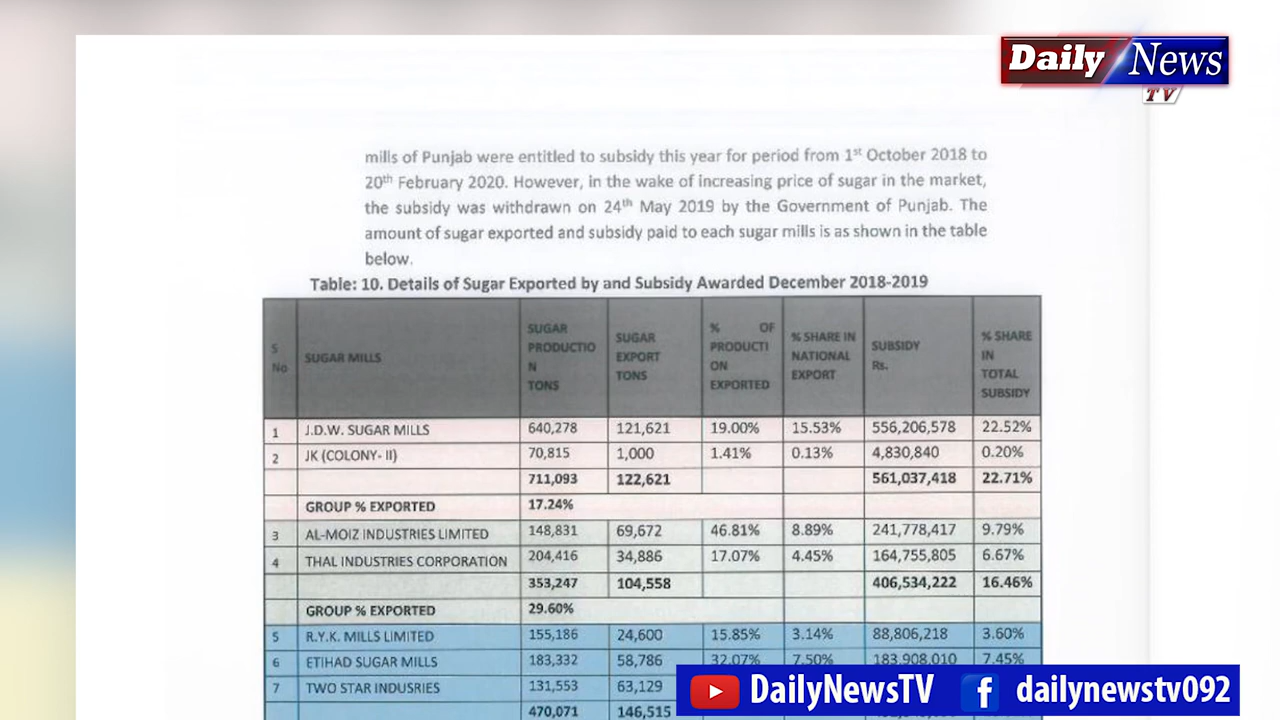 Daily News
TV
mills of Punjab were entitled to subsidy this year for period from 1st October 2018 to
20th February 2020. However, in the wake of increasing price of sugar in the market,
the subsidy was withdrawn on 24th May 2019 by the Government of Punjab. The
amount of sugar exported and subsidy paid to each sugar mills is as shown in the table
below.
Table: 10. Details of Sugar Exported by and Subsidy Awarded December 2018-2019
S No SUGAR MILLS SUGAR PRODUCTIO N TONS SUGAR EXPORT TONS % OF PRODUCTI ON EXPORTED % SHARE IN NATIONAL EXPORT SUBSIDY Rs. % SHARE IN TOTAL SUBSIDY
1 J.D.W. SUGAR MILLS 640,278 121,621 19.00% 15.53% 556,206,578 22.52%
2 JK (COLONY- II) 70,815 1,000 1.41% 0.13% 4,830,840 0.20%
711,093 122,621 561,037,418 22.71%
GROUP % EXPORTED 17.24%
3 AL-MOIZ INDUSTRIES LIMITED 148,831 69,672 46.81% 8.89% 241,778,417 9.79%
4 THAL INDUSTRIES CORPORATION 204,416 34,886 17.07% 4.45% 164,755,805 6.67%
353,247 104,558 406,534,222 16.46%
GROUP % EXPORTED 29.60%
5 R.Y.K. MILLS LIMITED 155,186 24,600 15.85% 3.14% 88,806,218 3.60%
6 ETIHAD SUGAR MILLS 183,332 58,786 32.07% 7.50% 183,908,010 7.45%
7 TWO STAR INDUSRIES 131,553 63,129
470,071 146,515
DailyNewsTV dailynewstv092